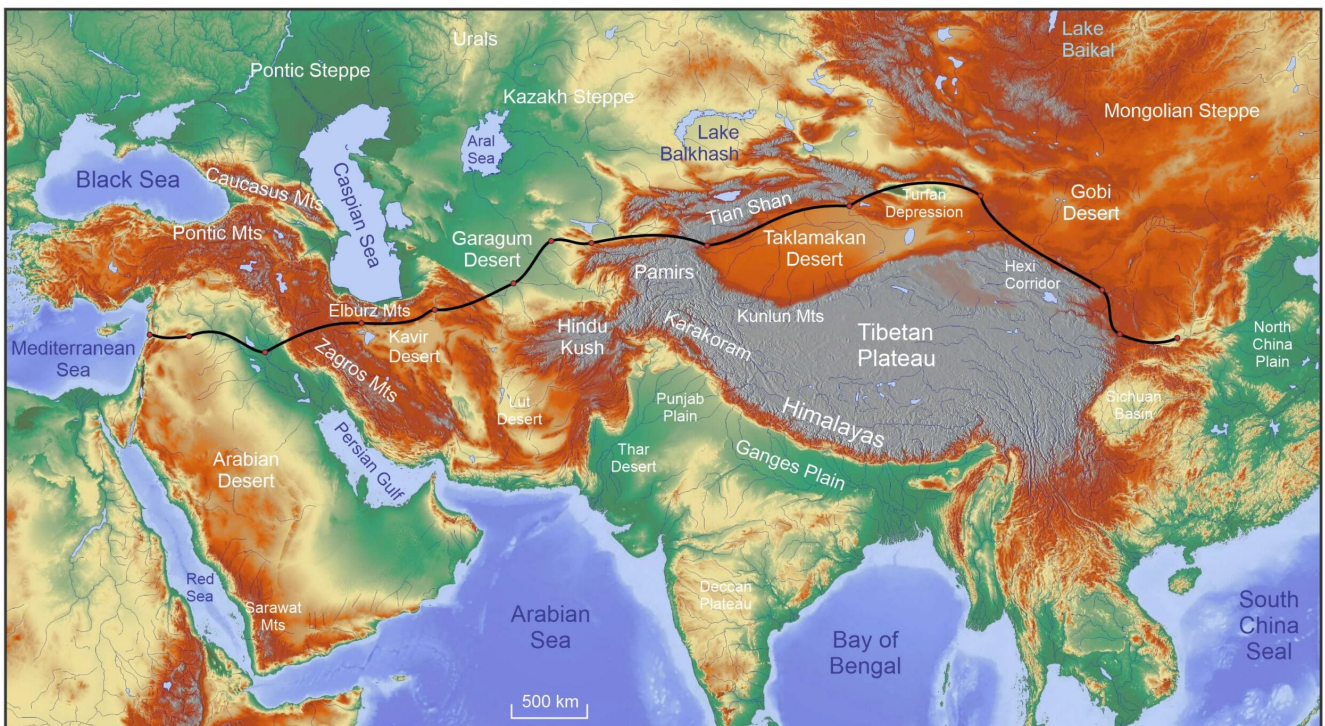 Urals
Lake
Baikal
Pontic Steppe
Kazakh Steppe
Mongolian Steppe
Aral
Sea
Lake
Balkhash
Black Sea
Caucasus Mts
Caspian Sea
Tian Shan
Turfan
Depression
Gobi
Desert
Pontic Mts
Garagum
Desert
Taklamakan
Desert
Pamirs
Hexi
Corridor
Elburz Mts
Kunlun Mts
Mediterranean
Sea
Kavir
Desert
Hindu
Kush
Karakoram
Tibetan
Plateau
North
China
Plain
Zagros Mts
Lut
Desert
Punjab
Plain
Himalayas
Sichuan
Basin
Arabian
Desert
Persian Gulf
Thar
Desert
Ganges Plain
Red
Sea
Sarawat
Mts
Arabian
Sea
Deccan
Plateau
Bay of
Bengal
South
China
Seal
500 km